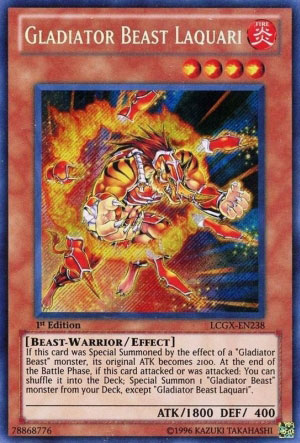 GLADIATOR BEAST LAQUARI
FIRE
炎
1st Edition
LCGX-EN238
[BEAST-WARRIOR/EFFECT]
If this card was Special Summoned by the effect of a "Gladiator
Beast" monster, its original ATK becomes 2100. At the end of
the Battle Phase, if this card attacked or was attacked: You can
shuffle it into the Deck; Special Summon 1 "Gladiator Beast"
monster from your Deck, except "Gladiator Beast Laquari".
ATK/1800 DEF/ 400
78868776
©1996 KAZUKI TAKAHASHI